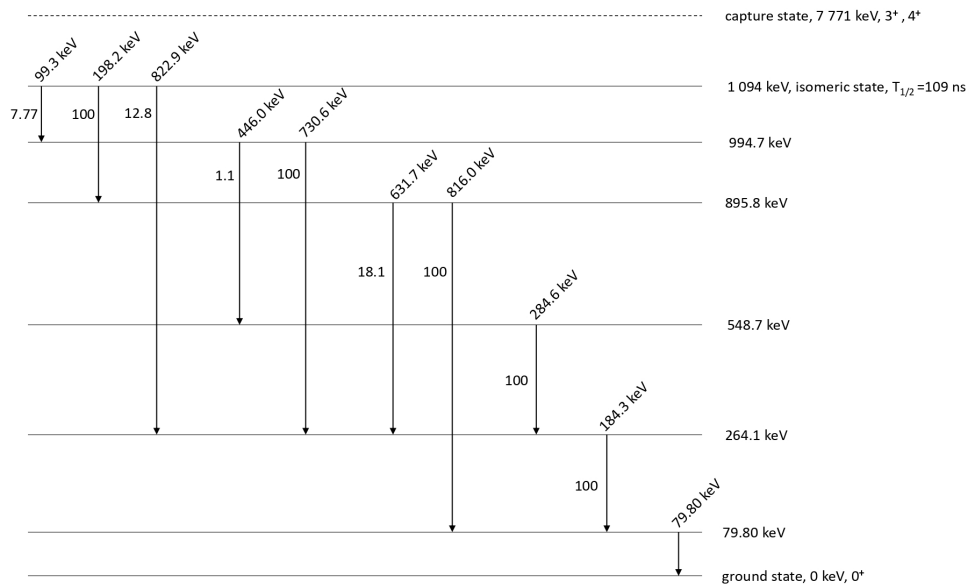 capture state, 7 771 keV, 3⁺ , 4⁺
99.3 keV
198.2 keV
822.9 keV
1 094 keV, isomeric state, T₁/₂ =109 ns
7.77
100
12.8
446.0 keV
730.6 keV
994.7 keV
1.1
100
631.7 keV
816.0 keV
895.8 keV
18.1
100
284.6 keV
548.7 keV
100
184.3 keV
264.1 keV
100
79.80 keV
79.80 keV
ground state, 0 keV, 0⁺